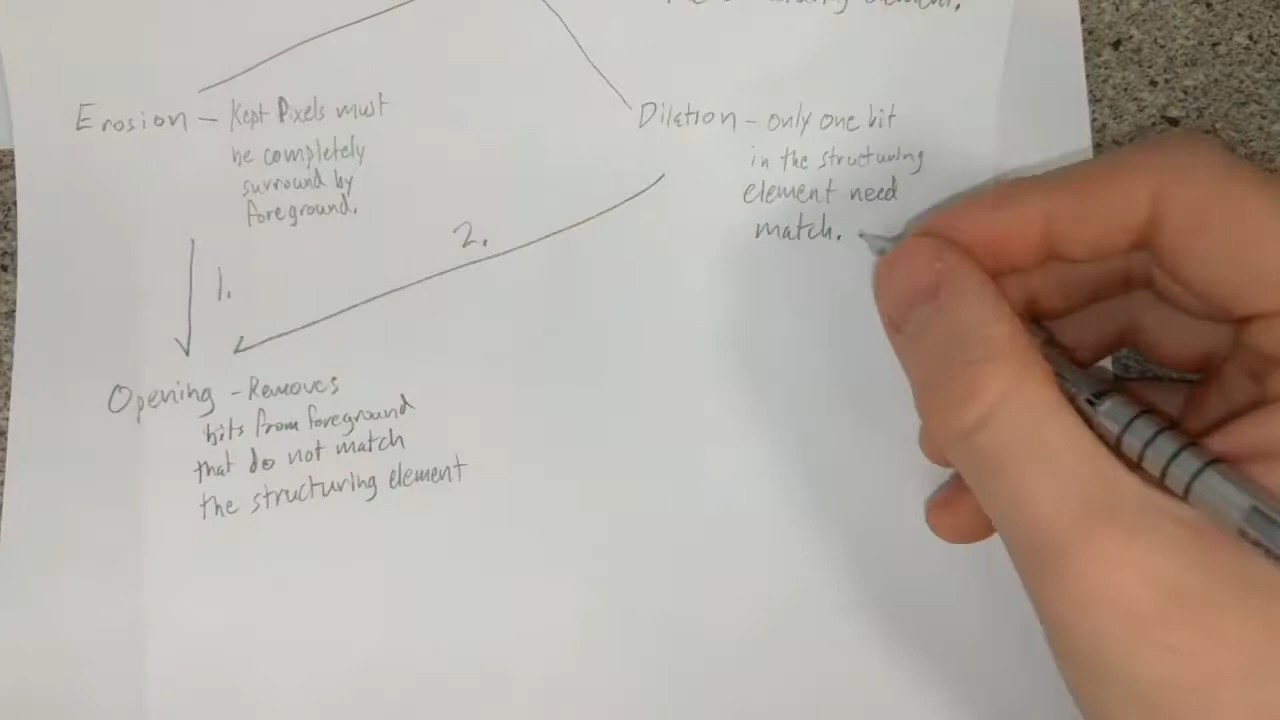 element.
Erosion - Kept Pixels must
be completely
surround by
foreground.
Dilation - only one bit
in the structuring
element need
match.
1.
2.
Opening - Removes
bits from foreground
that do not match
the structuring element